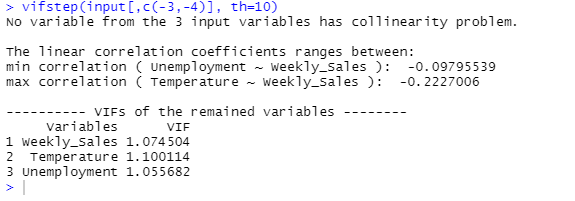 > vifstep(input[,c(-3,-4)], th=10)
No variable from the 3 input variables has collinearity problem.
The linear correlation coefficients ranges between:
min correlation ( Unemployment ~ Weekly_Sales ):  -0.09795539
max correlation ( Temperature ~ Weekly_Sales ):  -0.2227006
---------- VIFs of the remained variables --------
Variables      VIF
1 Weekly_Sales 1.074504
2  Temperature 1.100114
3 Unemployment 1.055682
>